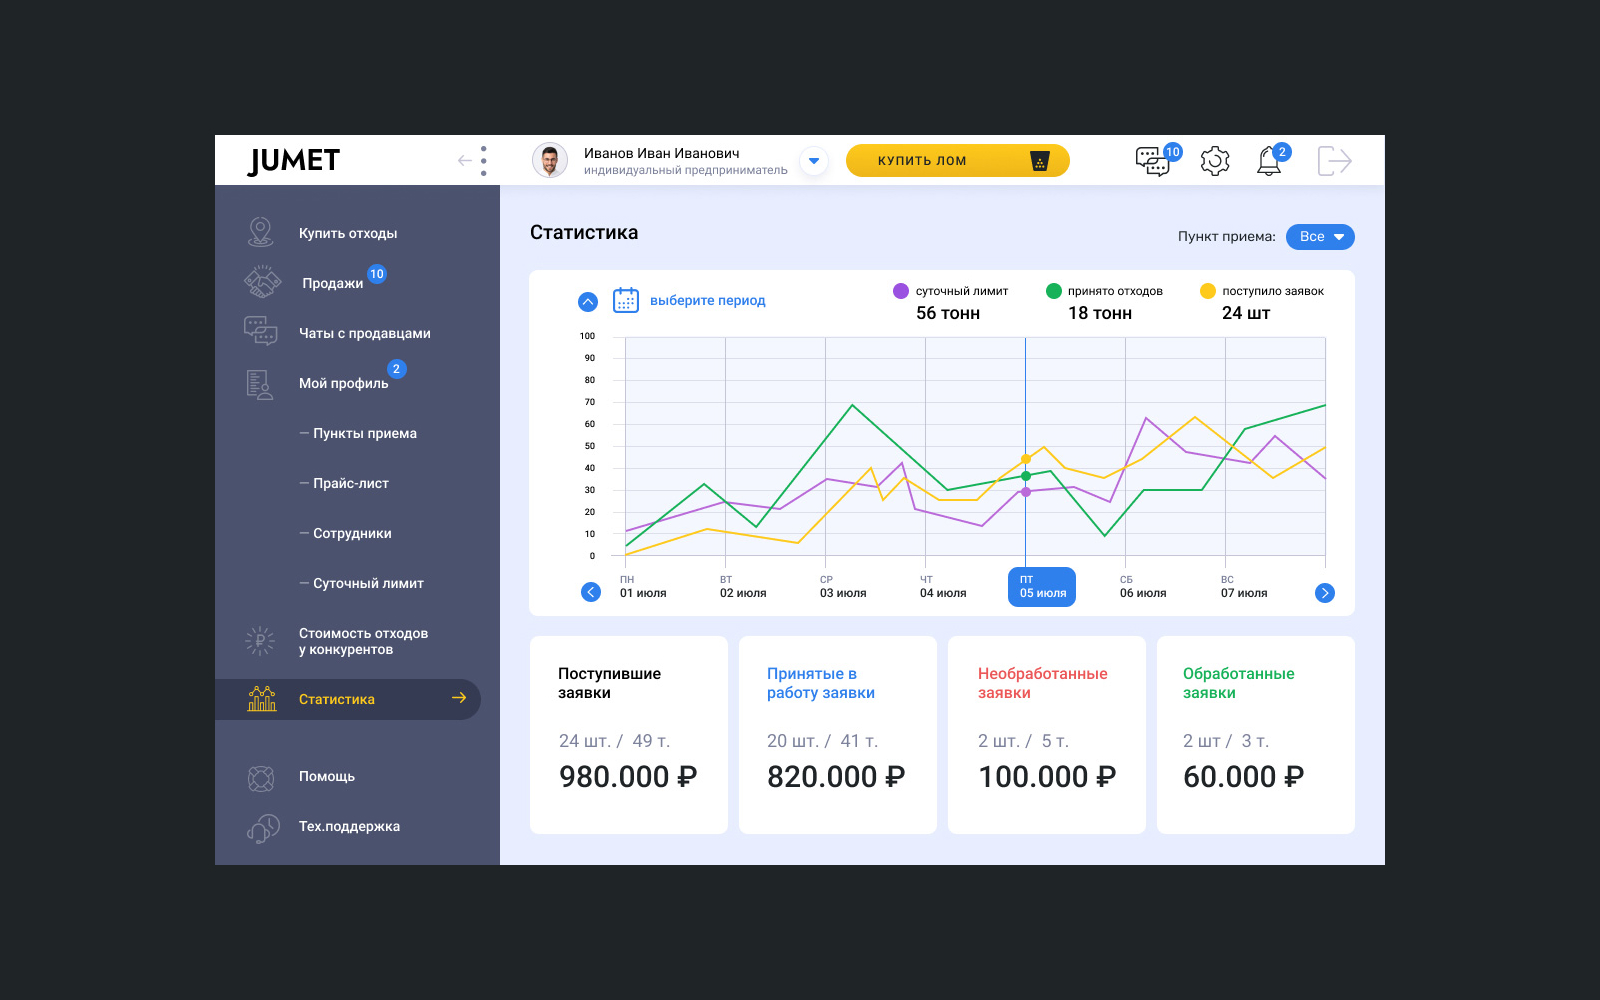 JUMET
Иванов Иван Иванович
индивидуальный предприниматель
КУПИТЬ ЛОМ
10
2
Купить отходы
Продажи 10
Чаты с продавцами
Мой профиль 2
— Пункты приема
— Прайс-лист
— Сотрудники
— Суточный лимит
Стоимость отходов
у конкурентов
Статистика
Помощь
Тех.поддержка
Статистика
Пункт приема: Все
выберите период
суточный лимит
56 тонн
принято отходов
18 тонн
поступило заявок
24 шт
100
90
80
70
60
50
40
30
20
10
0
ПН
01 июля
ВТ
02 июля
СР
03 июля
ЧТ
04 июля
ПТ
05 июля
СБ
06 июля
ВС
07 июля
Поступившие
заявки
24 шт. / 49 т.
980.000 ₽
Принятые в
работу заявки
20 шт. / 41 т.
820.000 ₽
Необработанные
заявки
2 шт. / 5 т.
100.000 ₽
Обработанные
заявки
2 шт / 3 т.
60.000 ₽